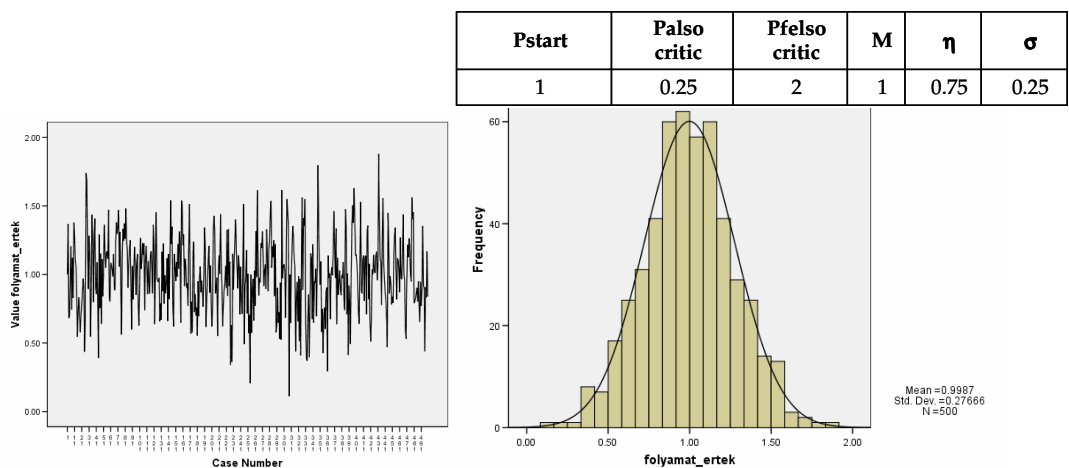 Pstart Palso critic Pfelso critic M η σ
1 0.25 2 1 0.75 0.25
2.00
1.50
1.00
0.50
0.00
Value folyamat_ertek
Case Number
60
40
20
0
Frequency
0.00 0.50 1.00 1.50 2.00
folyamat_ertek
Mean =0.9987
Std. Dev. =0.27666
N =500